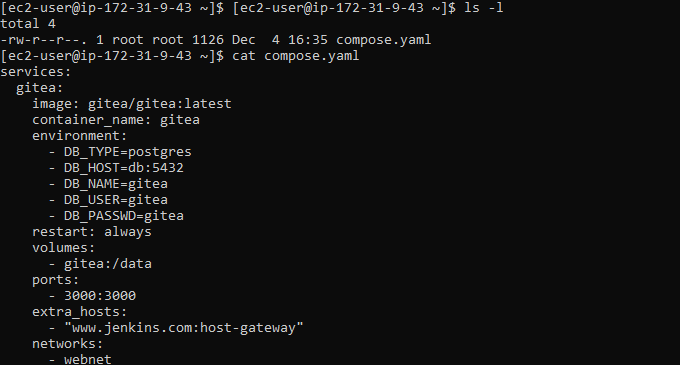 [ec2-user@ip-172-31-9-43 ~]$ [ec2-user@ip-172-31-9-43 ~]$ ls -l
total 4
-rw-r--r--. 1 root root 1126 Dec  4 16:35 compose.yaml
[ec2-user@ip-172-31-9-43 ~]$ cat compose.yaml
services:
  gitea:
    image: gitea/gitea:latest
    container_name: gitea
    environment:
      - DB_TYPE=postgres
      - DB_HOST=db:5432
      - DB_NAME=gitea
      - DB_USER=gitea
      - DB_PASSWD=gitea
    restart: always
    volumes:
      - gitea:/data
    ports:
      - 3000:3000
    extra_hosts:
      - "www.jenkins.com:host-gateway"
    networks:
      - webnet